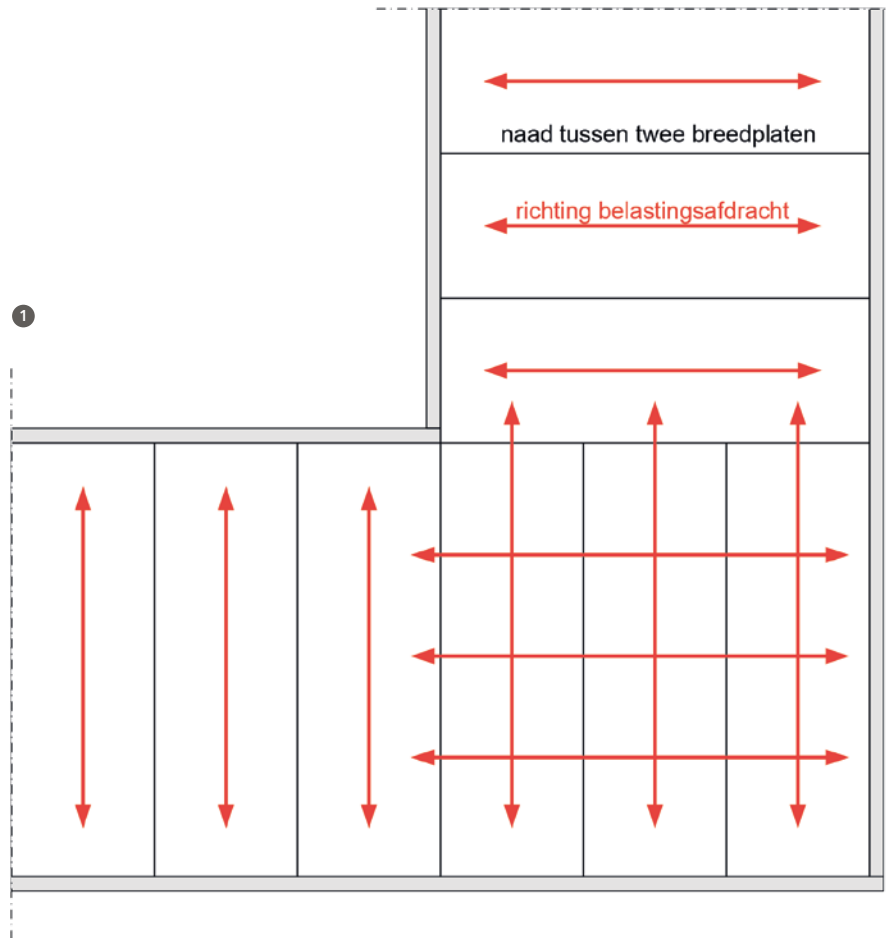 naad tussen twee breedplaten
richting belastingsafdracht
1